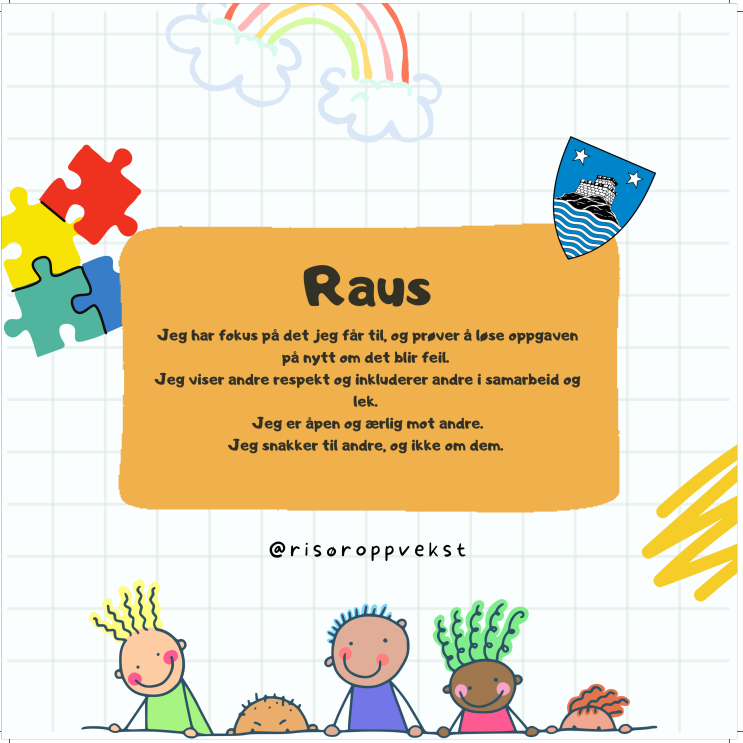 Raus
Jeg har fokus på det jeg får til, og prøver å løse oppgaven
på nytt om det blir feil.
Jeg viser andre respekt og inkluderer andre i samarbeid og
lek.
Jeg er åpen og ærlig mot andre.
Jeg snakker til andre, og ikke om dem.
@risøroppvekst